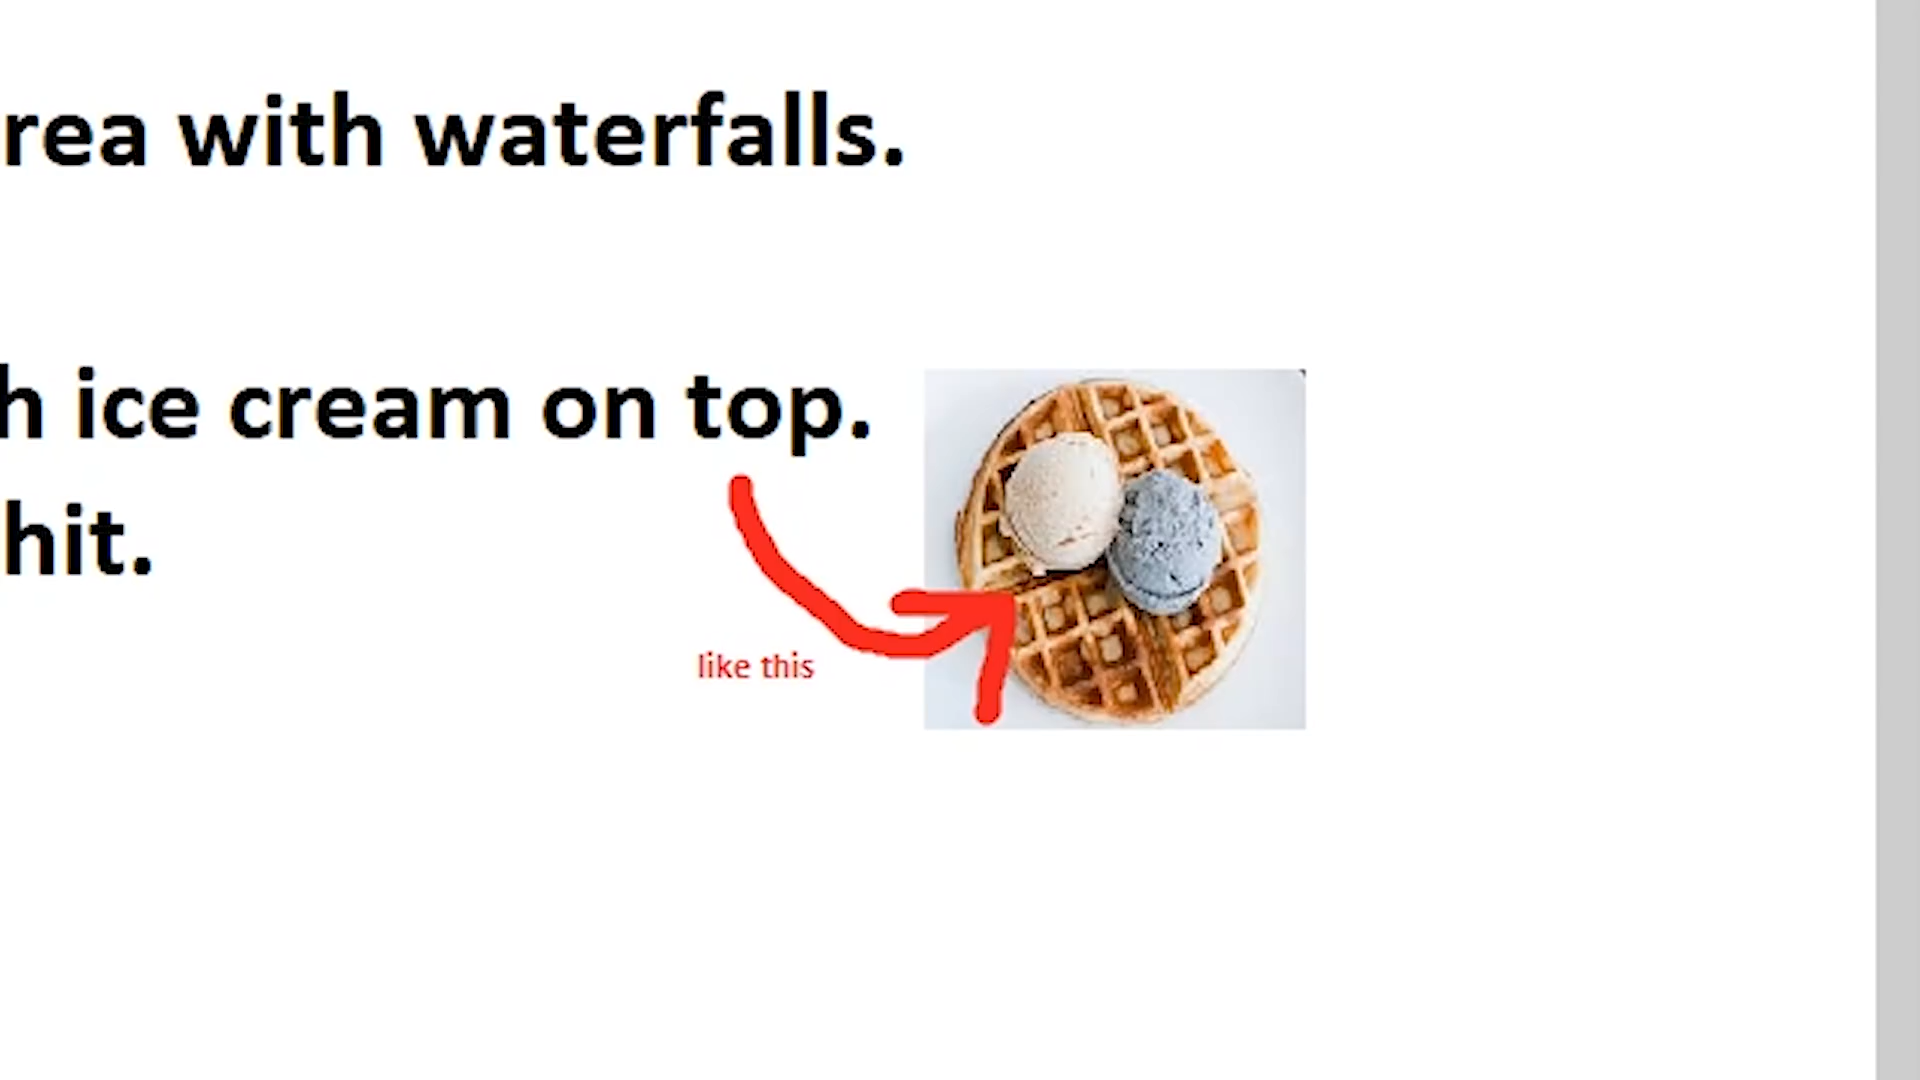 rea with waterfalls.
h ice cream on top.
hit.
like this